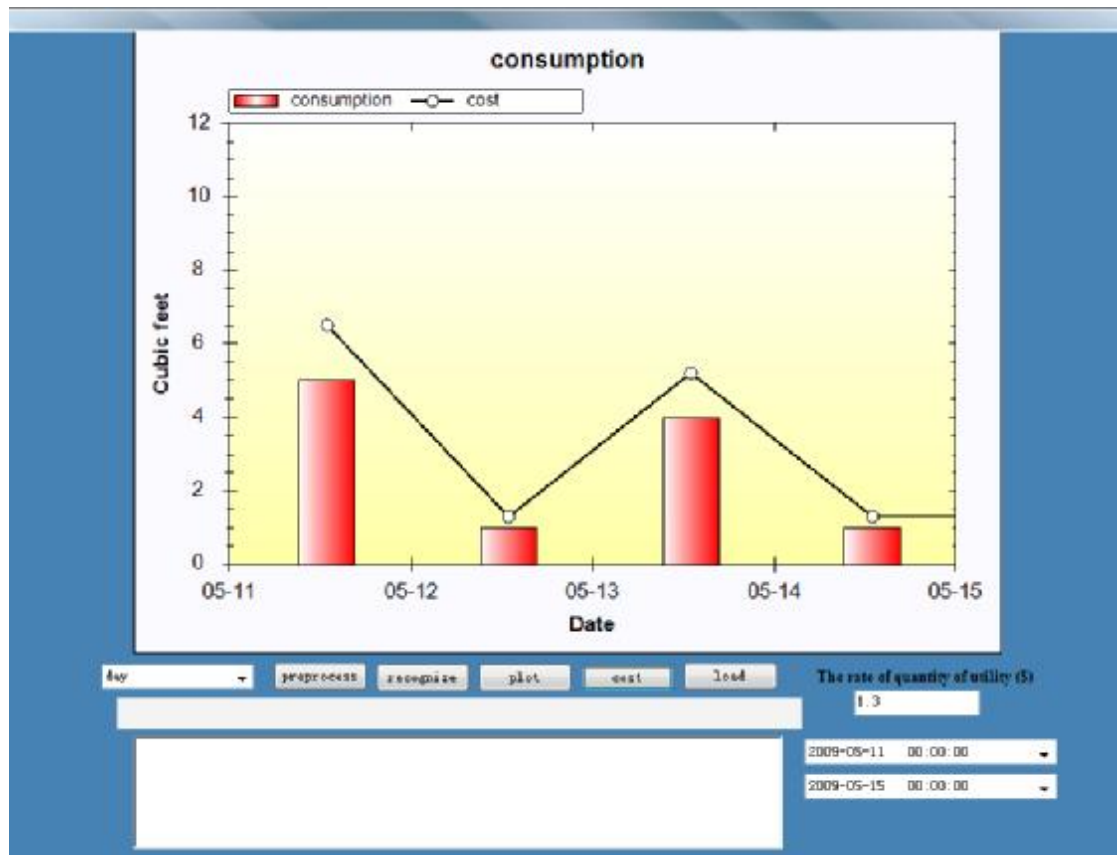 consumption
consumption cost
12
10
8
6
4
2
0
Cubic feet
05-11 05-12 05-13 05-14 05-15
Date
day preprocess recognize plot cost load The rate of quantity of utility ($)
1.3
2009-05-11 00:00:00
2009-05-15 00:00:00